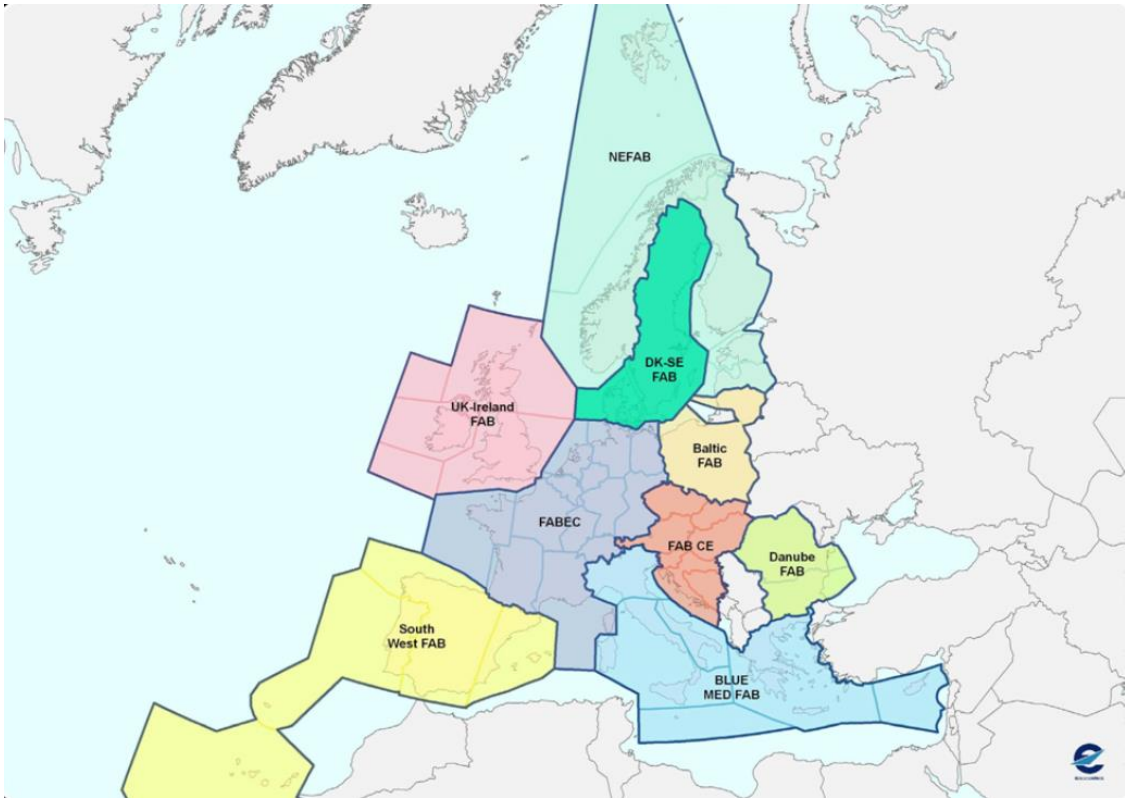 NEFAB
DK-SE
FAB
UK-Ireland
FAB
Baltic
FAB
FABEC
FAB CE
Danube
FAB
South
West FAB
BLUE
MED FAB